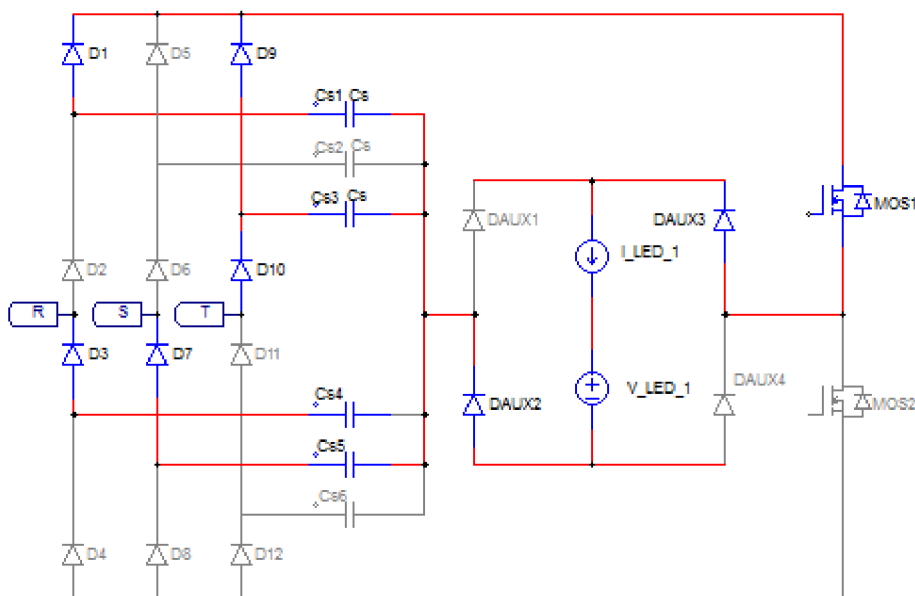 D1
D5
D9
Cs1 Cs
Cs2 Cs
Cs3 Cs
DAUX1
DAUX3
MOS1
I_LED_1
D2
D6
D10
R
S
T
D3
D7
D11
DAUX2
V_LED_1
DAUX4
MOS2
Cs4
Cs5
Cs6
D4
D8
D12